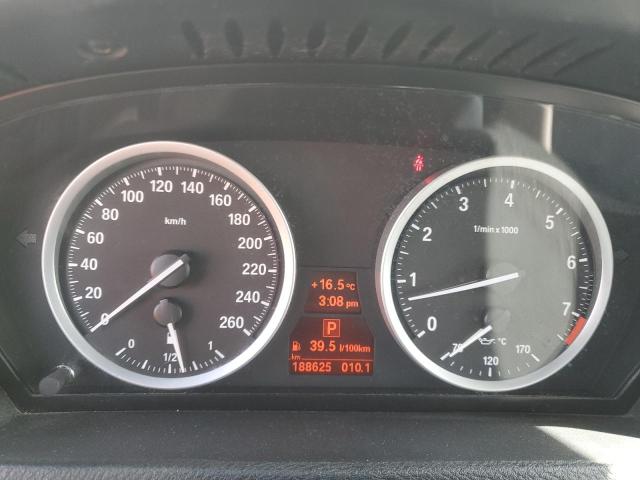 0 20 40 60 80 100 120 140 160 180 200 220 240 260
km/h
0 1/2 1
+16.5°C
3:08 pm
P
39.5 l/100km
km
188625 010.1
0 1 2 3 4 5 6 7
1/min x 1000
70 120 170
°C